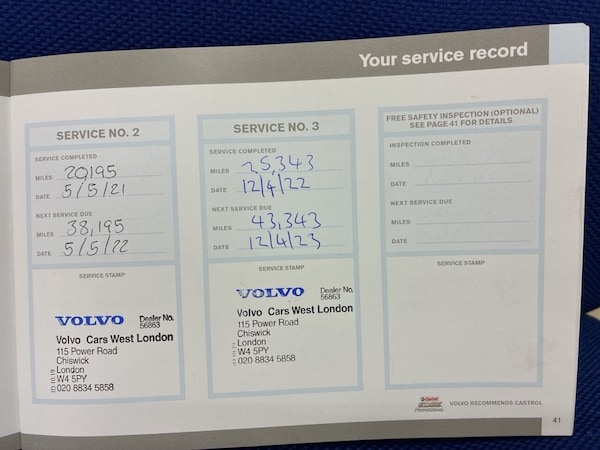 Your service record
SERVICE NO. 2
SERVICE COMPLETED
MILES 20,195
DATE 5/5/21
NEXT SERVICE DUE
MILES 38,195
DATE 5/5/22
SERVICE STAMP
VOLVO Dealer No.
56863
Volvo Cars West London
115 Power Road
Chiswick
London
W4 5PY
020 8834 5858
SERVICE NO. 3
SERVICE COMPLETED
MILES 25,343
DATE 12/4/22
NEXT SERVICE DUE
MILES 43,343
DATE 12/4/23
SERVICE STAMP
VOLVO Dealer No.
56863
Volvo Cars West London
115 Power Road
Chiswick
London
W4 5PY
020 8834 5858
FREE SAFETY INSPECTION (OPTIONAL)
SEE PAGE 41 FOR DETAILS
INSPECTION COMPLETED
MILES
DATE
NEXT SERVICE DUE
MILES
DATE
SERVICE STAMP
Castrol
EDGE
Professional
VOLVO RECOMMENDS CASTROL
41